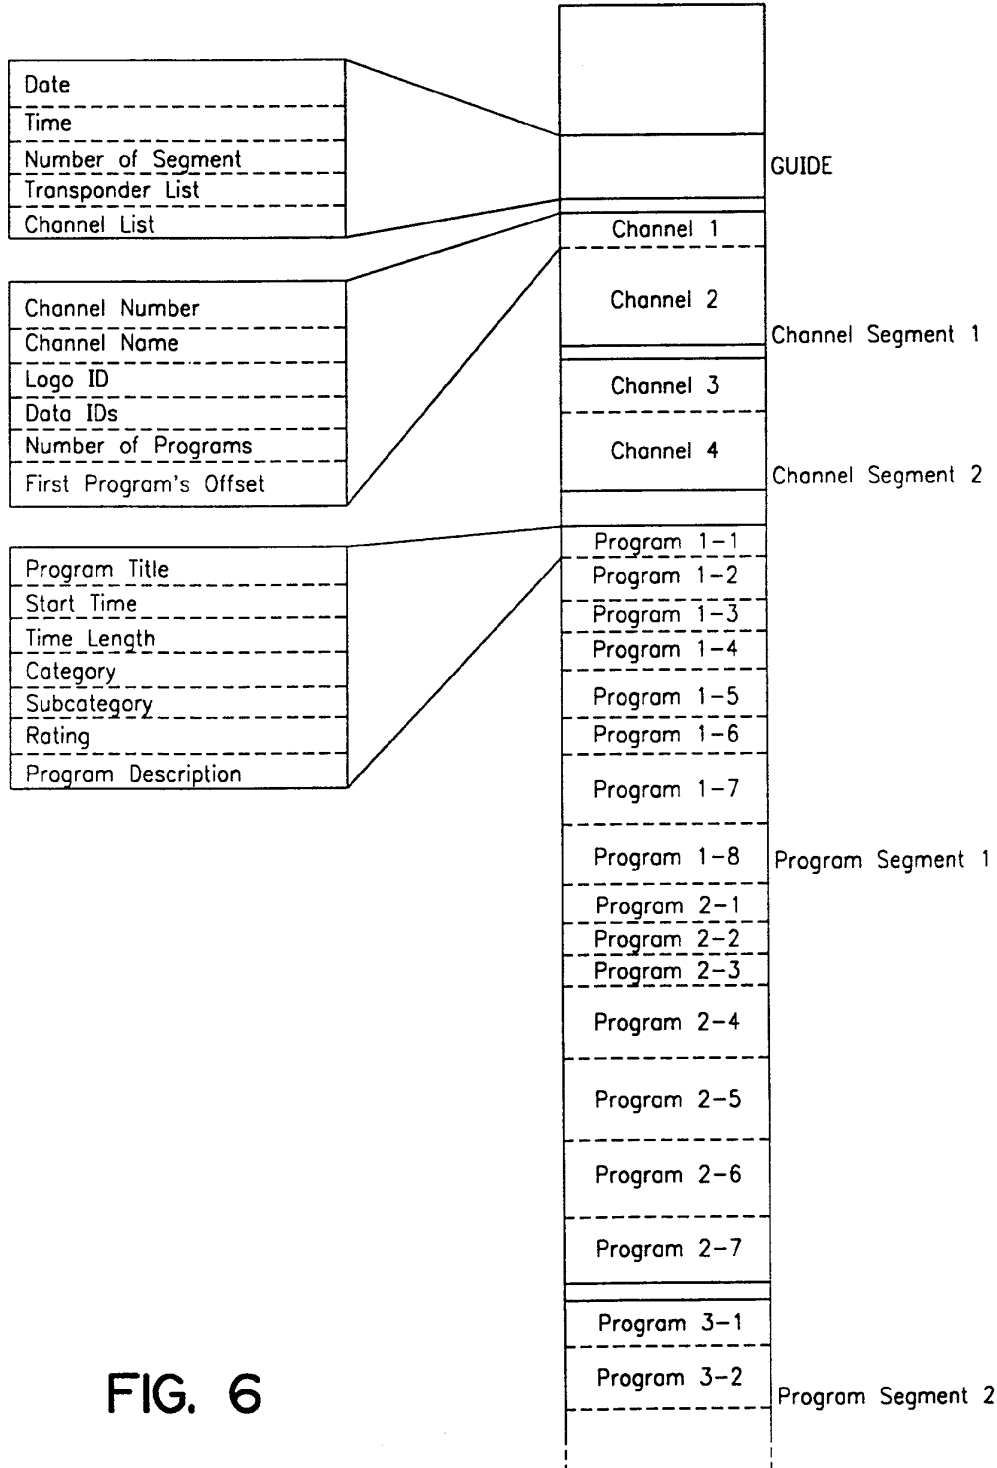 Date
Time
Number of Segment
Transponder List
Channel List
GUIDE
Channel Number
Channel Name
Logo ID
Data IDs
Number of Programs
First Program's Offset
Channel 1
Channel 2
Channel Segment 1
Channel 3
Channel 4
Channel Segment 2
Program Title
Start Time
Time Length
Category
Subcategory
Rating
Program Description
Program 1-1
Program 1-2
Program 1-3
Program 1-4
Program 1-5
Program 1-6
Program 1-7
Program 1-8
Program Segment 1
Program 2-1
Program 2-2
Program 2-3
Program 2-4
Program 2-5
Program 2-6
Program 2-7
Program 3-1
Program 3-2
Program Segment 2
FIG. 6